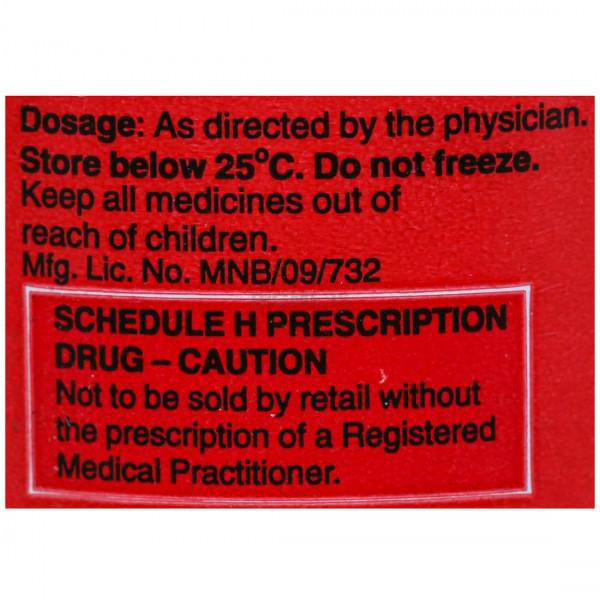 Dosage: As directed by the physician.
Store below 25°C. Do not freeze.
Keep all medicines out of
reach of children.
Mfg. Lic. No. MNB/09/732
SCHEDULE H PRESCRIPTION
DRUG – CAUTION
Not to be sold by retail without
the prescription of a Registered
Medical Practitioner.